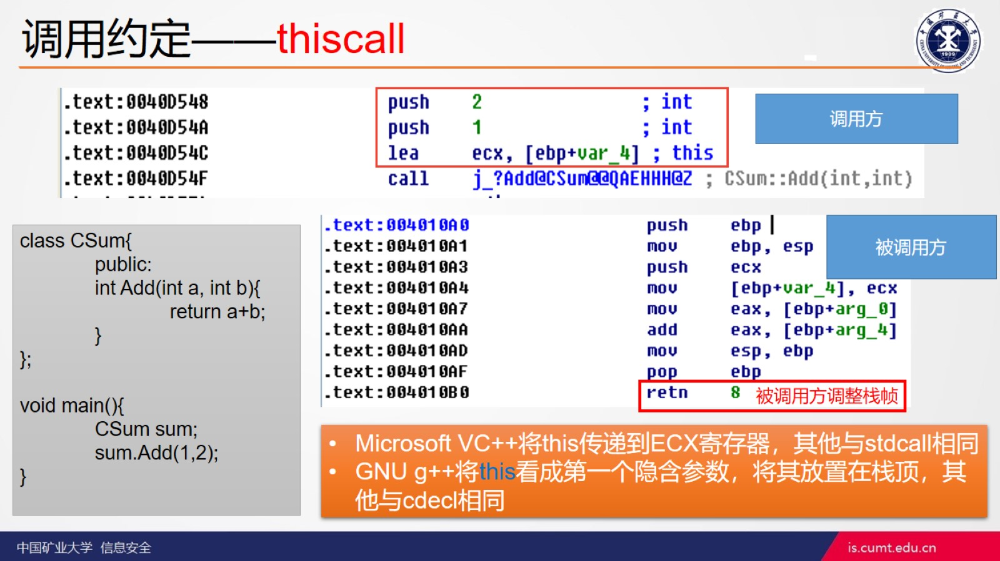 调用约定——thiscall
.text:0040D548 push 2 ; int
.text:0040D54A push 1 ; int
.text:0040D54C lea ecx, [ebp+var_4] ; this
.text:0040D54F call j_?Add@CSum@@QAEHHH@Z ; CSum::Add(int,int)
调用方
class CSum{
public:
int Add(int a, int b){
return a+b;
}
};
void main(){
CSum sum;
sum.Add(1,2);
}
.text:004010A0 push ebp
.text:004010A1 mov ebp, esp
.text:004010A3 push ecx
.text:004010A4 mov [ebp+var_4], ecx
.text:004010A7 mov eax, [ebp+arg_0]
.text:004010AA add eax, [ebp+arg_4]
.text:004010AD mov esp, ebp
.text:004010AF pop ebp
.text:004010B0 retn 8 被调用方调整栈帧
被调用方
• Microsoft VC++将this传递到ECX寄存器，其他与stdcall相同
• GNU g++将this看成第一个隐含参数，将其放置在栈顶，其
他与cdecl相同
中国矿业大学 信息安全
is.cumt.edu.cn
1909